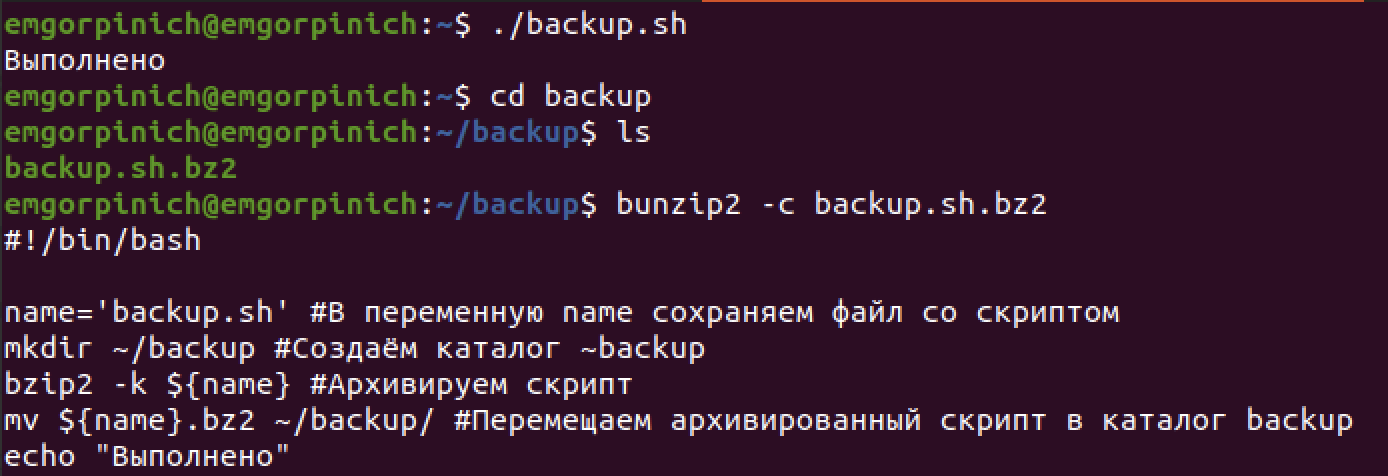 emgorpinich@emgorpinich:~$ ./backup.sh
Выполнено
emgorpinich@emgorpinich:~$ cd backup
emgorpinich@emgorpinich:~/backup$ ls
backup.sh.bz2
emgorpinich@emgorpinich:~/backup$ bunzip2 -c backup.sh.bz2
#!/bin/bash

name='backup.sh' #В переменную name сохраняем файл со скриптом
mkdir ~/backup #Создаём каталог ~backup
bzip2 -k ${name} #Архивируем скрипт
mv ${name}.bz2 ~/backup/ #Перемещаем архивированный скрипт в каталог backup
echo "Выполнено"